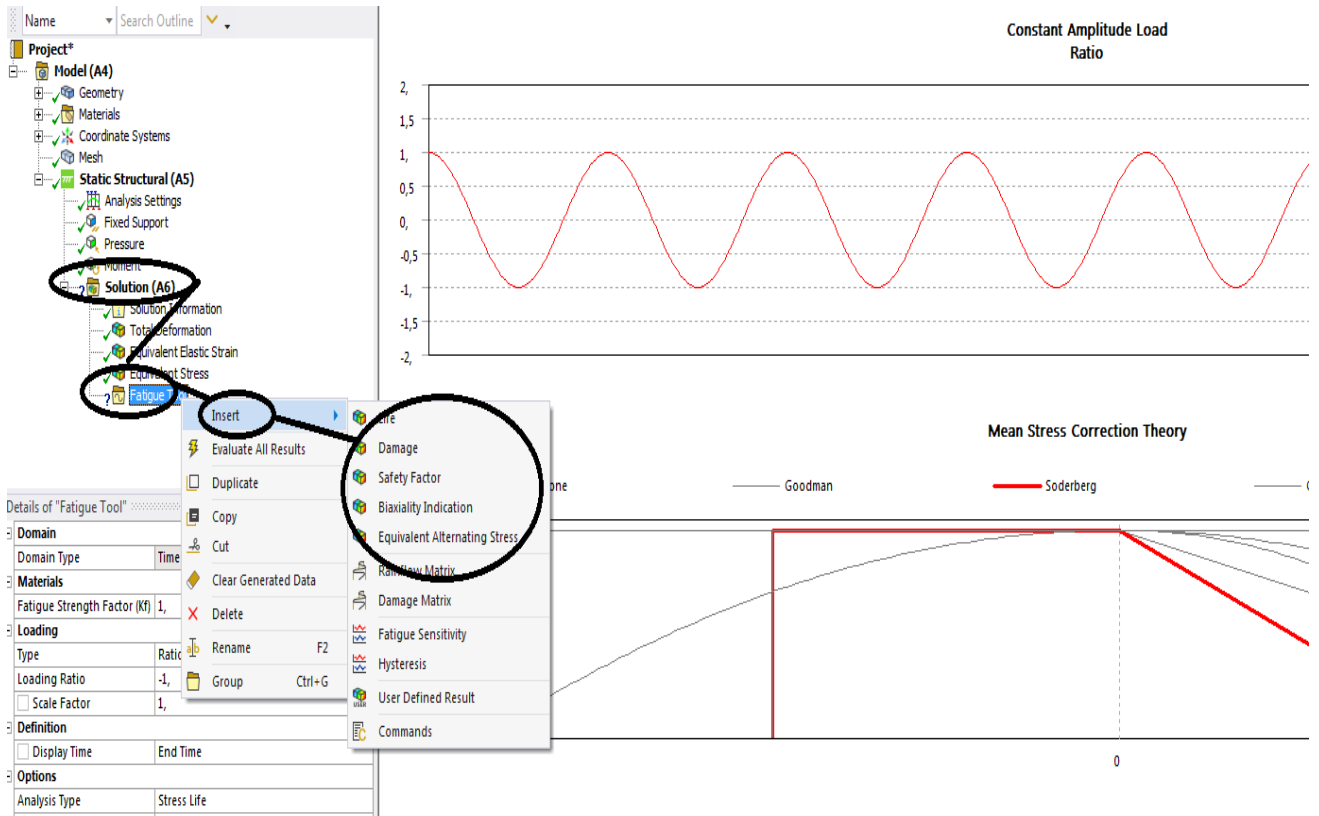 Name
Search Outline
Project*
Model (A4)
Geometry
Materials
Coordinate Systems
Mesh
Static Structural (A5)
Analysis Settings
Fixed Support
Pressure
Moment
Solution (A6)
Solution Information
Total Deformation
Equivalent Elastic Strain
Equivalent Stress
Fatigue
Insert
Evaluate All Results
Duplicate
Copy
Cut
Clear Generated Data
Delete
Rename F2
Group Ctrl+G
Life
Damage
Safety Factor
Biaxiality Indication
Equivalent Alternating Stress
Rainflow Matrix
Damage Matrix
Fatigue Sensitivity
Hysteresis
USER
User Defined Result
Commands
Details of "Fatigue Tool"
Domain
Domain Type Time
Materials
Fatigue Strength Factor (Kf) 1,
Loading
Type
Loading Ratio -1,
Scale Factor 1,
Definition
Display Time End Time
Options
Analysis Type Stress Life
Constant Amplitude Load
Ratio
2,
1,5
1,
0,5
0,
-0,5
-1,
-1,5
-2,
Mean Stress Correction Theory
Goodman
Soderberg
0